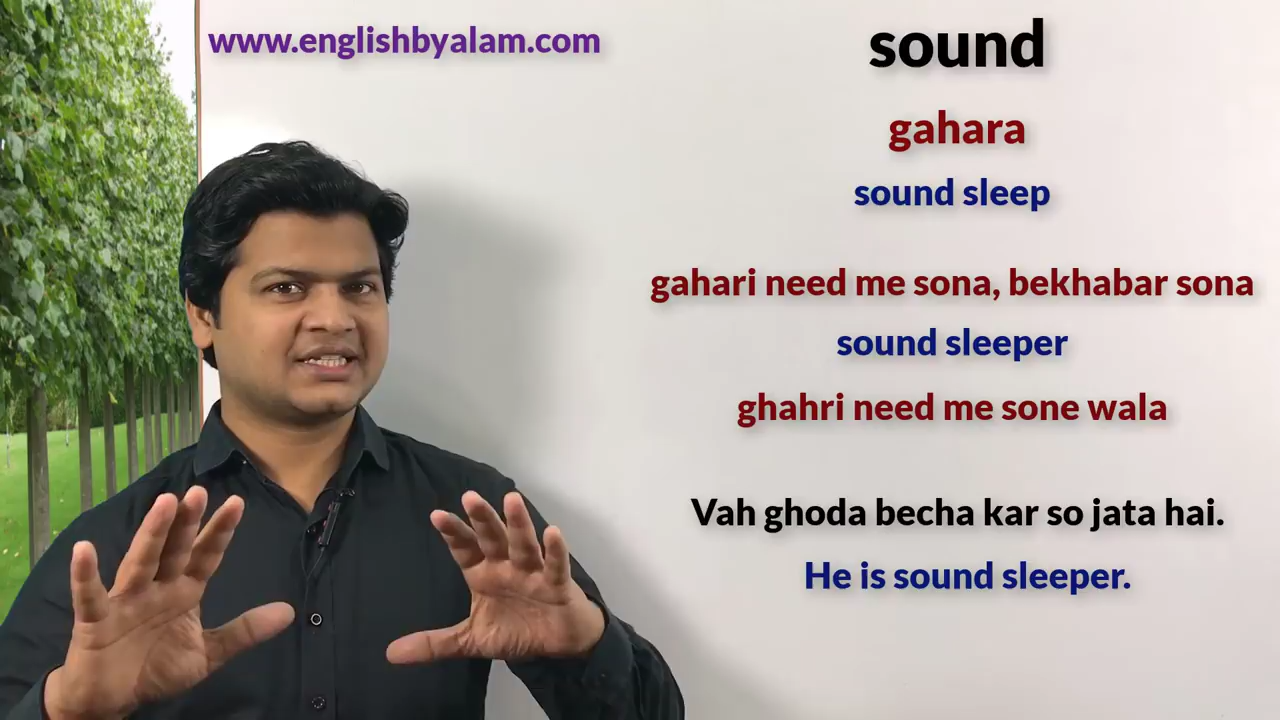 www.englishbyalam.com
sound
gahara
sound sleep
gahari need me sona, bekhabar sona
sound sleeper
ghahri need me sone wala
Vah ghoda becha kar so jata hai.
He is sound sleeper.